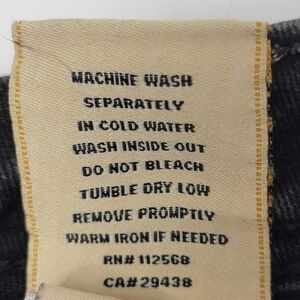 MACHINE WASH
SEPARATELY
IN COLD WATER
WASH INSIDE OUT
DO NOT BLEACH
TUMBLE DRY LOW
REMOVE PROMPTLY
WARM IRON IF NEEDED
RN# 112568
CA# 29438